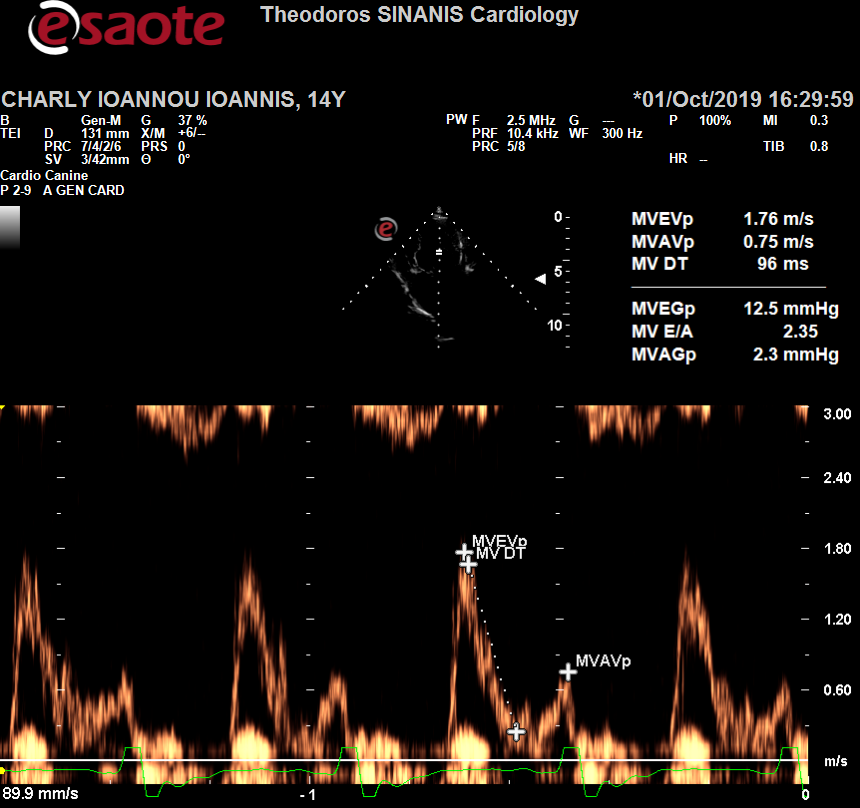 esaote
Theodoros SINANIS Cardiology
CHARLY IOANNOU IOANNIS, 14Y
*01/Oct/2019 16:29:59
B Gen-M G 37 %
TEI D 131 mm X/M +6/--
PRC 7/4/2/6 PRS 0
SV 3/42mm Θ 0°
Cardio Canine
P 2-9 A GEN CARD
PW F 2.5 MHz G ---
PRF 10.4 kHz WF 300 Hz
PRC 5/8
P 100% MI 0.3
TIB 0.8
HR --
e
0
5
10
MVEVp 1.76 m/s
MVAVp 0.75 m/s
MV DT 96 ms
MVEGp 12.5 mmHg
MV E/A 2.35
MVAGp 2.3 mmHg
3.00
2.40
1.80
1.20
0.60
m/s
MVEVp
MV DT
MVAVp
89.9 mm/s
-1
0